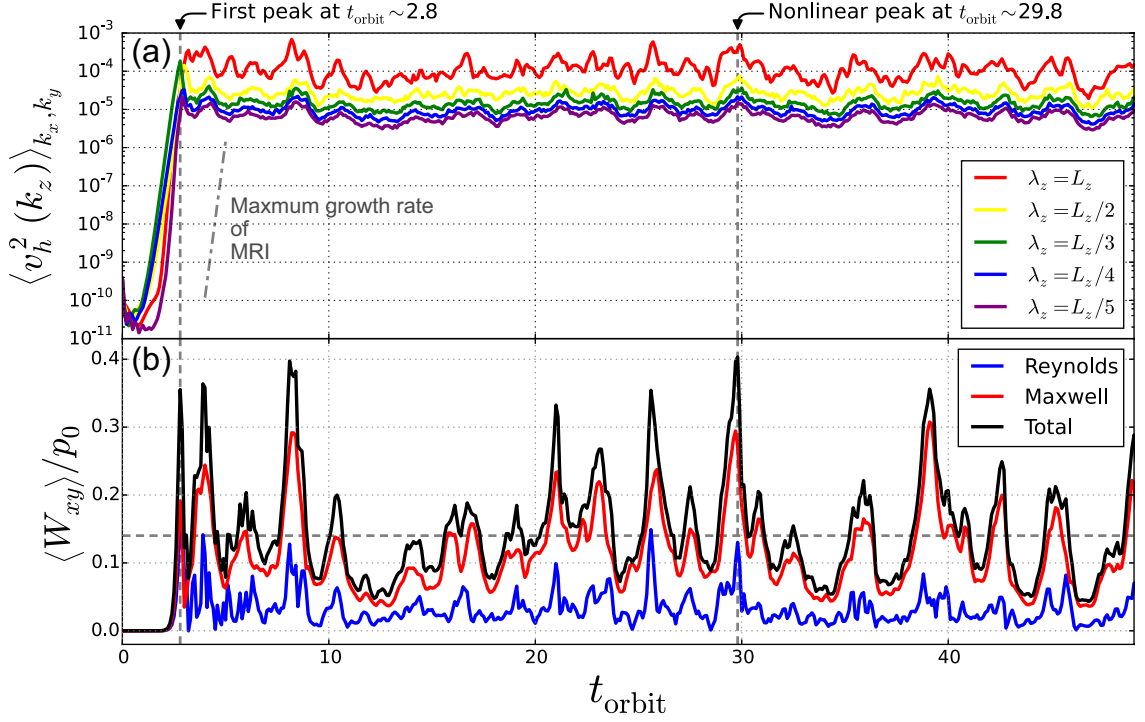 First peak at t_orbit ~2.8
Nonlinear peak at t_orbit ~29.8
(a)
10^-3
10^-4
10^-5
10^-6
10^-7
10^-8
10^-9
10^-10
10^-11
⟨v_h^2 (k_z)⟩_{k_x, k_y}
Maxmum growth rate
of
MRI
λ_z = L_z
λ_z = L_z/2
λ_z = L_z/3
λ_z = L_z/4
λ_z = L_z/5
(b)
0.4
0.3
0.2
0.1
0.0
⟨W_xy⟩/p_0
Reynolds
Maxwell
Total
0 10 20 30 40
t_orbit